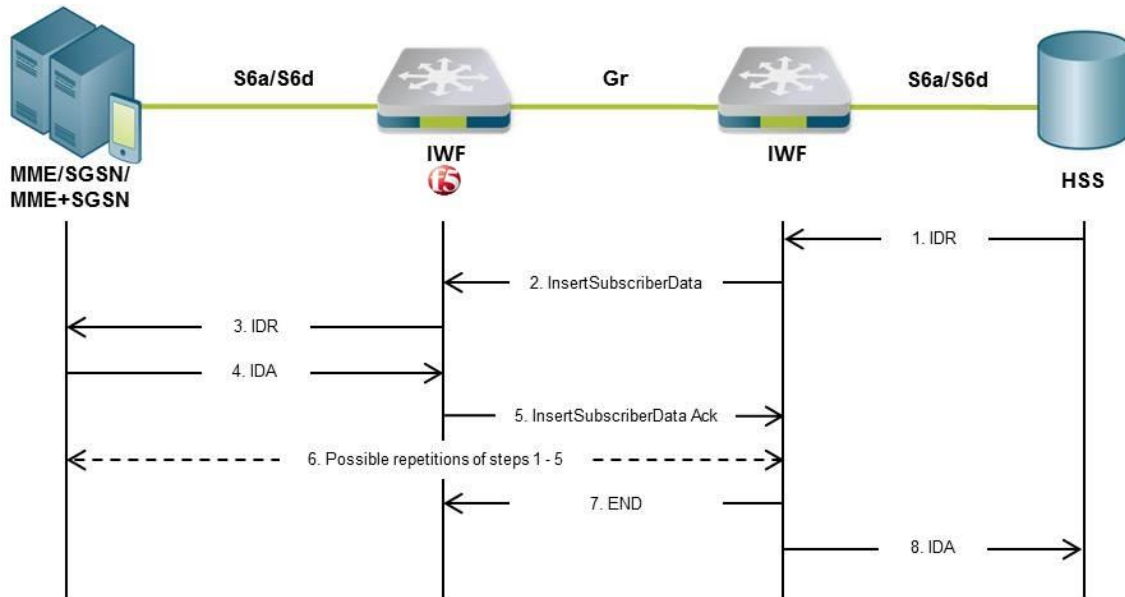 S6a/S6d
Gr
S6a/S6d
IWF
IWF
f5
MME/SGSN/
MME+SGSN
HSS
1. IDR
2. InsertSubscriberData
3. IDR
4. IDA
5. InsertSubscriberData Ack
6. Possible repetitions of steps 1 - 5
7. END
8. IDA